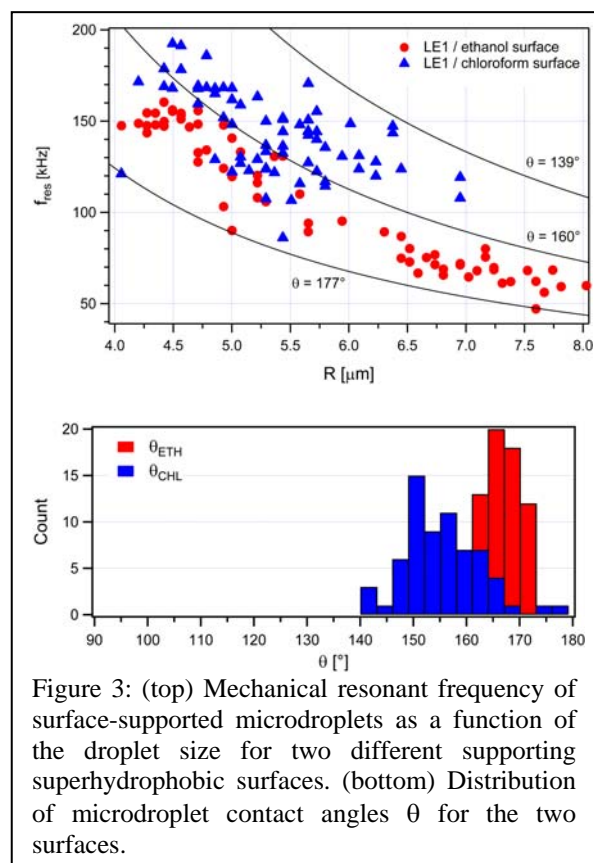 200
150
100
50
f_res [kHz]
LE1 / ethanol surface
LE1 / chloroform surface
θ = 139°
θ = 160°
θ = 177°
4.0 4.5 5.0 5.5 6.0 6.5 7.0 7.5 8.0
R [μm]
20
15
10
5
0
Count
θ_ETH
θ_CHL
90 100 110 120 130 140 150 160 170 180
θ [°]
Figure 3: (top) Mechanical resonant frequency of
surface-supported microdroplets as a function of
the droplet size for two different supporting
superhydrophobic surfaces. (bottom) Distribution
of microdroplet contact angles θ for the two
surfaces.